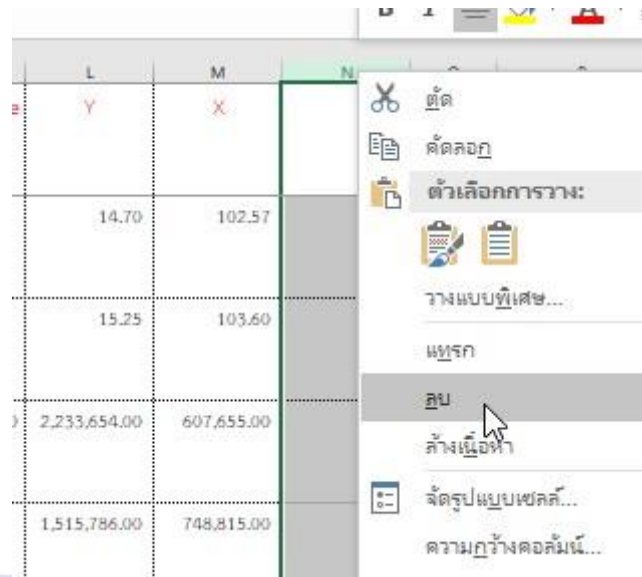 B I A
L M N
e Y X
ตัด
คัดลอก
ตัวเลือกการวาง:
14.70 102.57
วางแบบพิเศษ...
15.25 103.60
แทรก
ลบ
2,233,654.00 607,655.00
ล้างเนื้อหา
จัดรูปแบบเซลล์...
1,515,786.00 748,815.00
ความกว้างคอลัมน์...